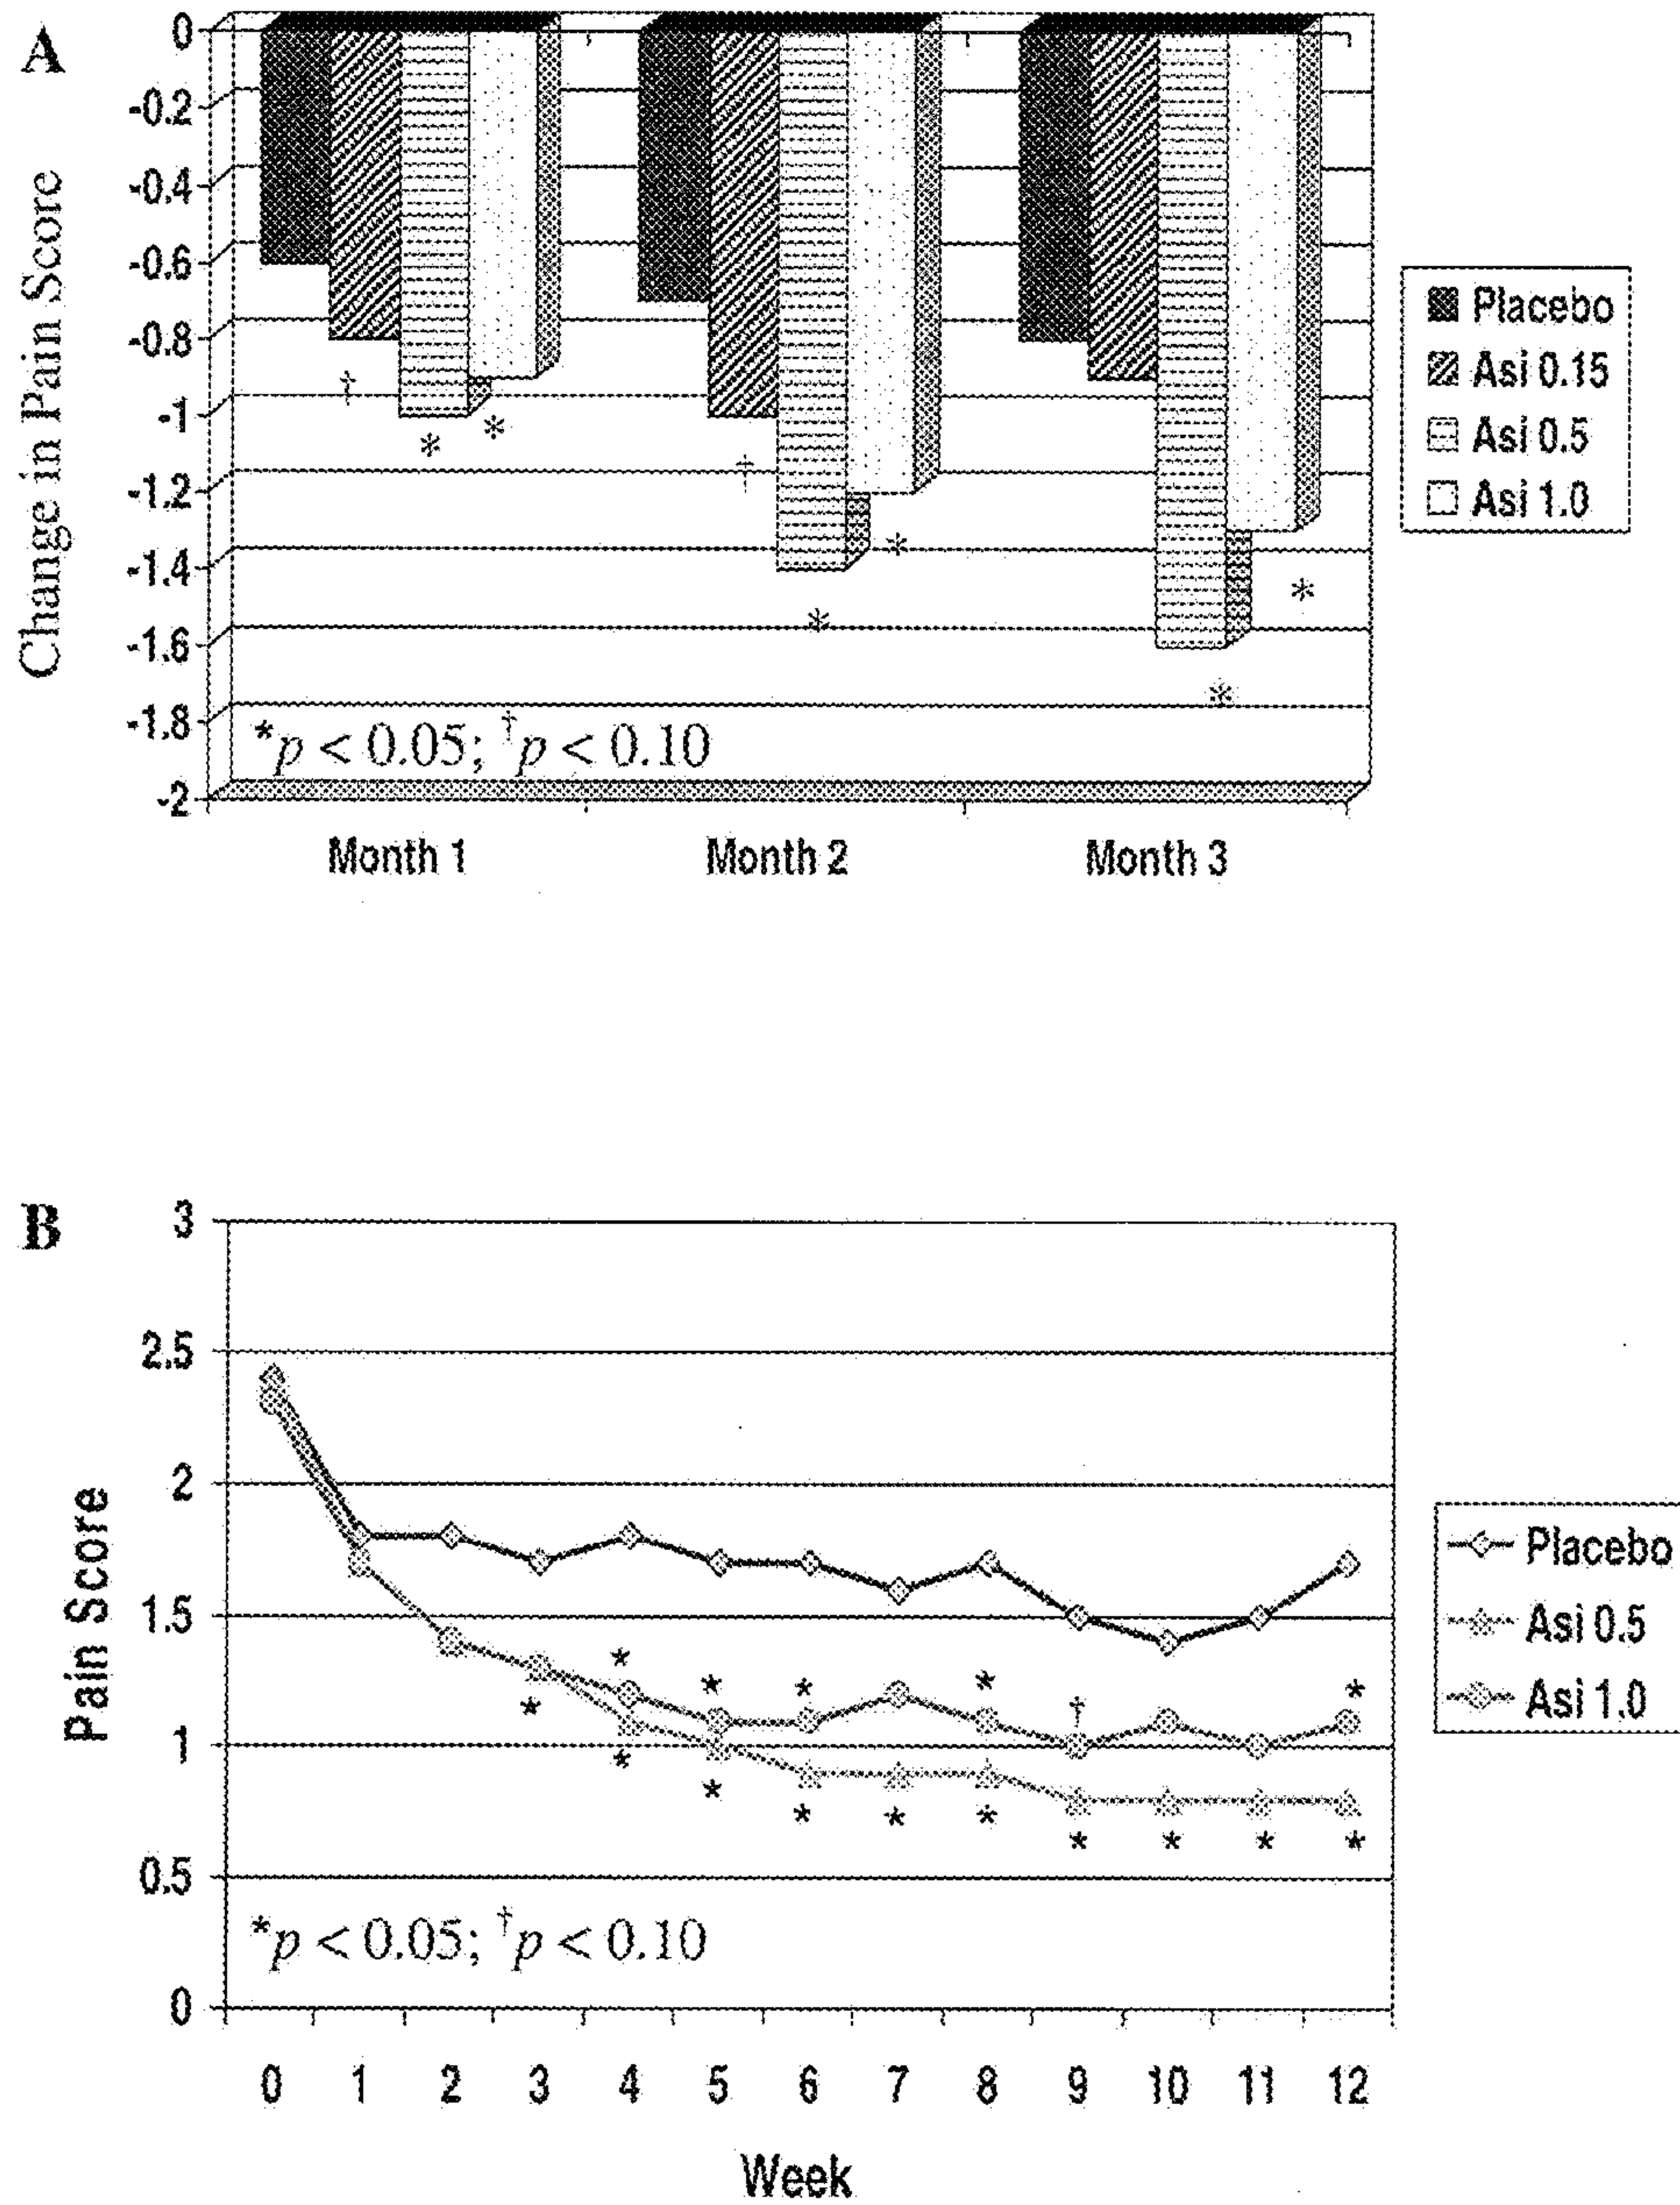 A
Change in Pain Score
0
-0.2
-0.4
-0.6
-0.8
-1
-1.2
-1.4
-1.6
-1.8
-2
†
*
*
†
*
*
*
*
*p < 0.05; †p < 0.10
Month 1 Month 2 Month 3
Placebo
Asi 0.15
Asi 0.5
Asi 1.0
B
Pain Score
3
2.5
2
1.5
1
0.5
0
* * * * † *
* * * * * * * * * *
*p < 0.05; †p < 0.10
0 1 2 3 4 5 6 7 8 9 10 11 12
Week
Placebo
Asi 0.5
Asi 1.0